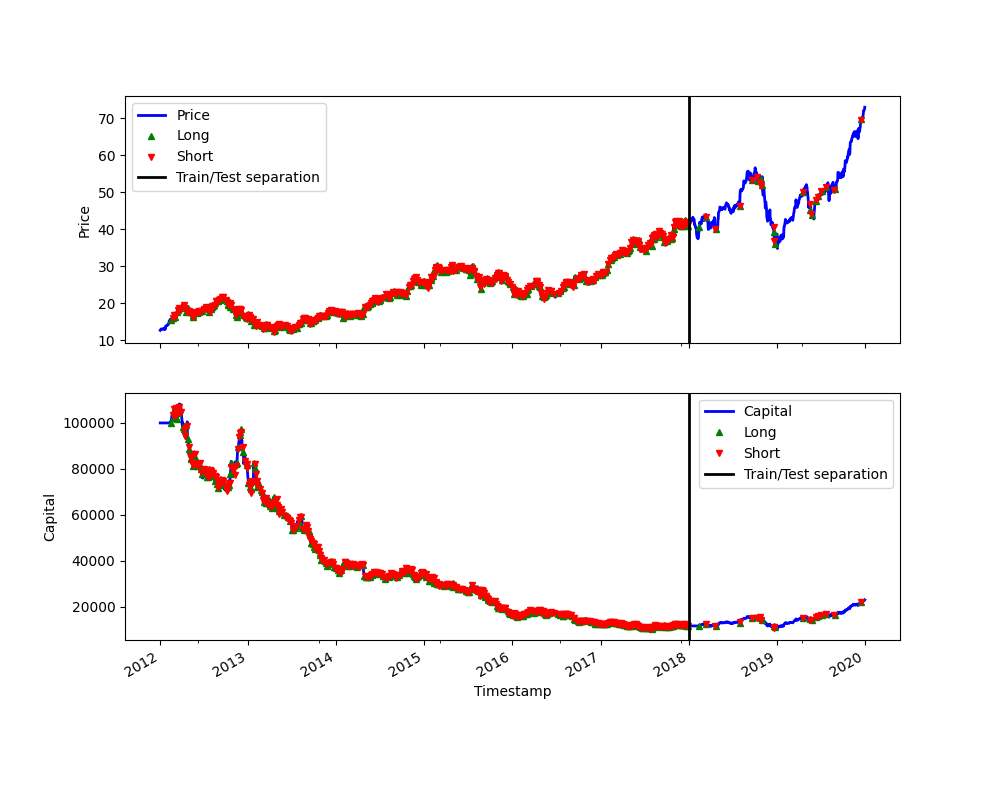 70
60
50
40
30
20
10
Price
Price
Long
Short
Train/Test separation
100000
80000
60000
40000
20000
Capital
Capital
Long
Short
Train/Test separation
2012
2013
2014
2015
2016
2017
2018
2019
2020
Timestamp